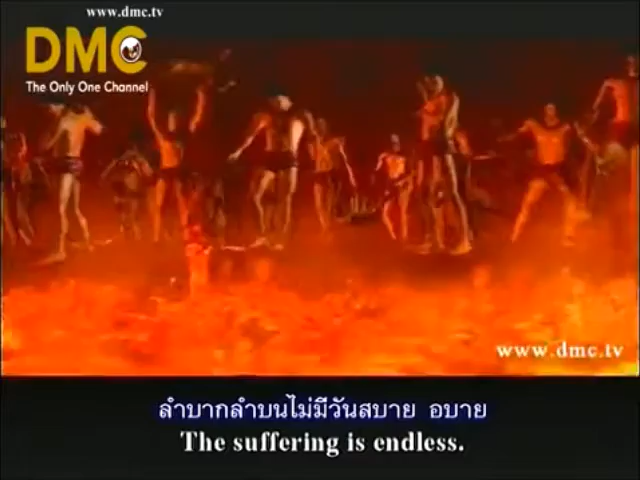 www.dmc.tv
DMC
The Only One Channel
www.dmc.tv
ลำบากลำบนไม่มีวันสบาย อบาย
The suffering is endless.